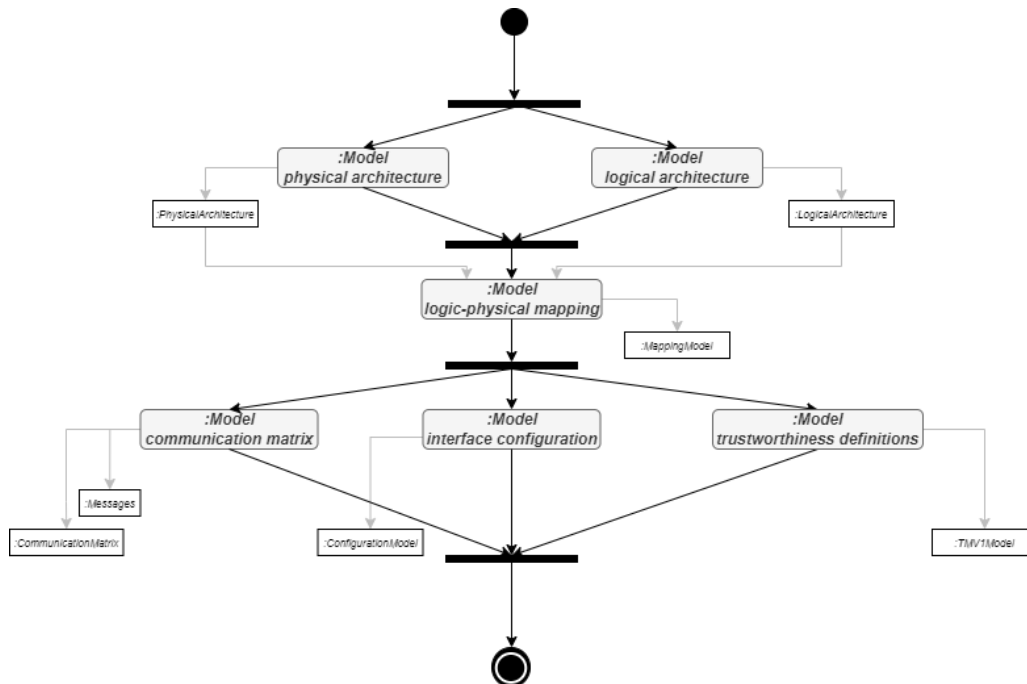 :Model
physical architecture
:Model
logical architecture
:PhysicalArchitecture
:LogicalArchitecture
:Model
logic-physical mapping
:MappingModel
:Model
communication matrix
:Model
interface configuration
:Model
trustworthiness definitions
:Messages
:CommunicationMatrix
:ConfigurationModel
:TMV1Model